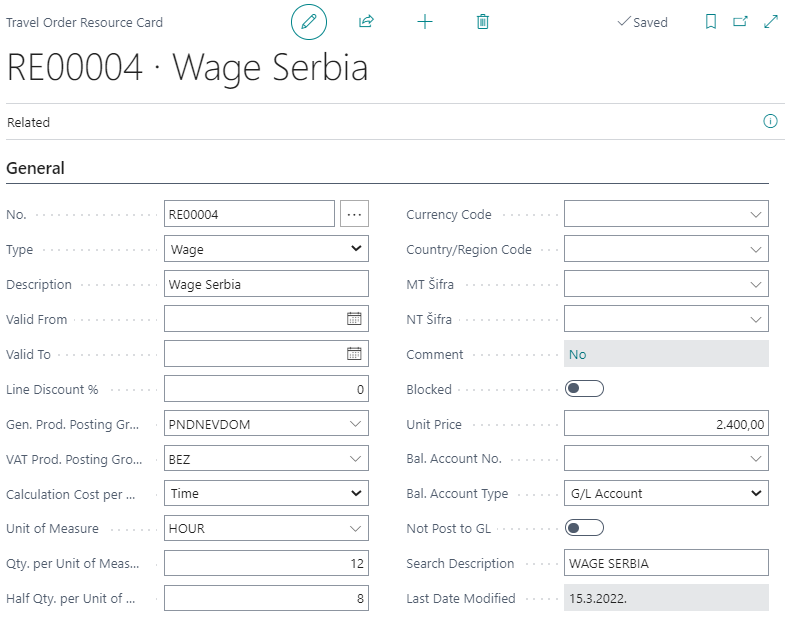 Travel Order Resource Card
Saved
RE00004 · Wage Serbia
Related
General
No. RE00004 ...
Type Wage
Description Wage Serbia
Valid From
Valid To
Line Discount % 0
Gen. Prod. Posting Gr... PNDNEVDOM
VAT Prod. Posting Gro... BEZ
Calculation Cost per ... Time
Unit of Measure HOUR
Qty. per Unit of Meas... 12
Half Qty. per Unit of ... 8
Currency Code
Country/Region Code
MT Šifra
NT Šifra
Comment No
Blocked
Unit Price 2.400,00
Bal. Account No.
Bal. Account Type G/L Account
Not Post to GL
Search Description WAGE SERBIA
Last Date Modified 15.3.2022.